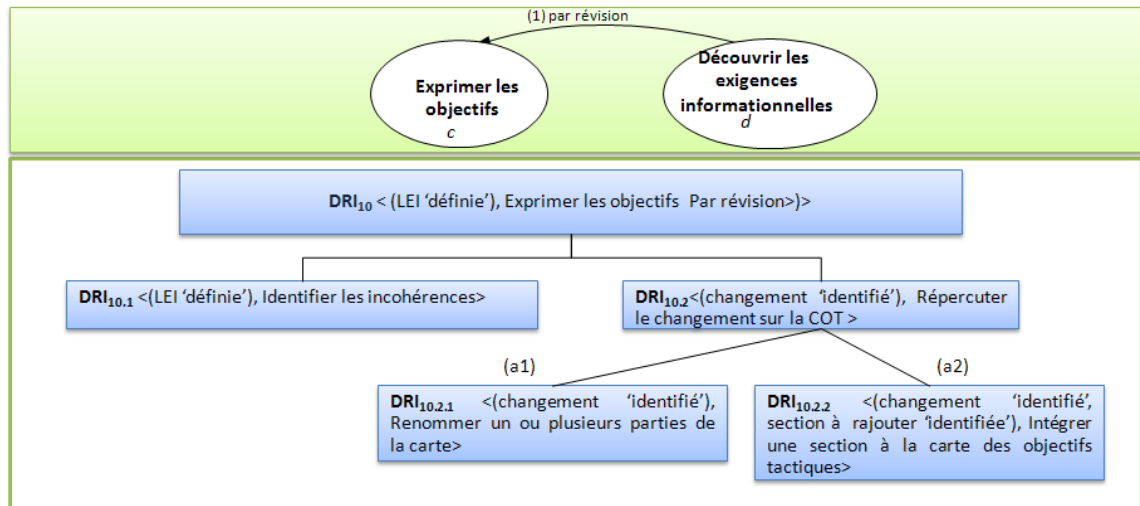 (1) par révision
Exprimer les
objectifs
c
Découvrir les
exigences
informationnelles
d
DRI10 < (LEI ‘définie’), Exprimer les objectifs Par révision>)>
DRI10.1 <(LEI ‘définie’), Identifier les incohérences>
DRI10.2<(changement ‘identifié’), Répercuter
le changement sur la COT >
(a1)
(a2)
DRI10.2.1 <(changement ‘identifié’),
Renommer un ou plusieurs parties de
la carte>
DRI10.2.2 <(changement ‘identifié’,
section à rajouter ‘identifiée’), Intégrer
une section à la carte des objectifs
tactiques>